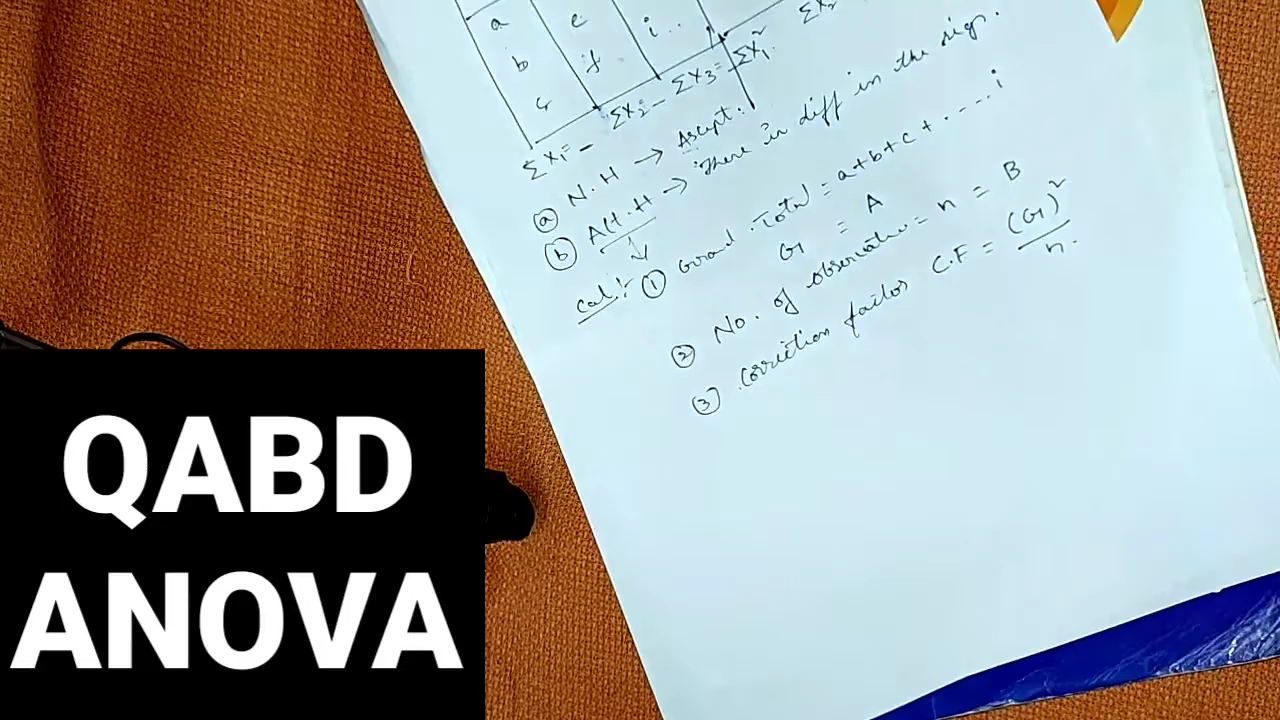 a e
b f i..
c
ΣX₁= - ΣX₂ - ΣX₃= ΣX₁² ΣX₂
ⓐ N.H → Accept.
ⓑ Alt.H → There is diff in the sign.
↓
Cal:- ① Grand Total = a+b+c+.....i
G = A
② No. of observation = n = B
③ Correction factor C.F = (G)²/n.
QABD
ANOVA